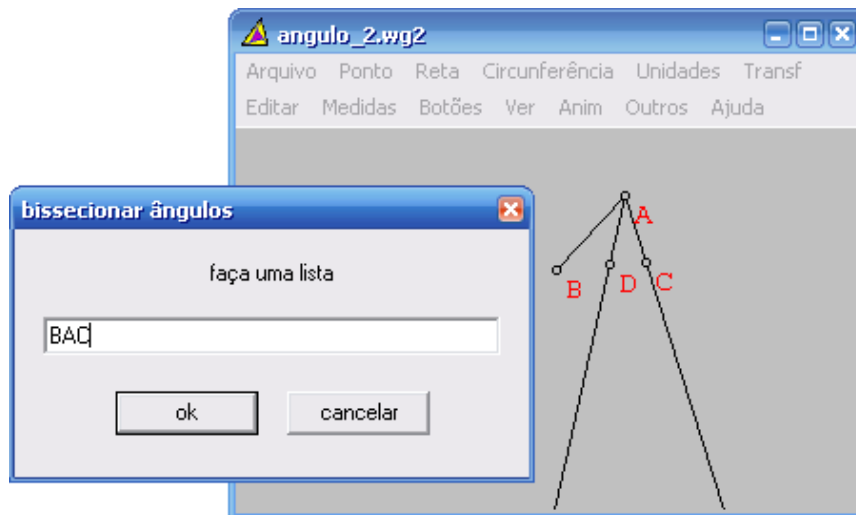 angulo_2.wg2
Arquivo Ponto Reta Circunferência Unidades Transf
Editar Medidas Botões Ver Anim Outros Ajuda
bissecionar ângulos
faça uma lista
BAC
ok cancelar
A
B D C